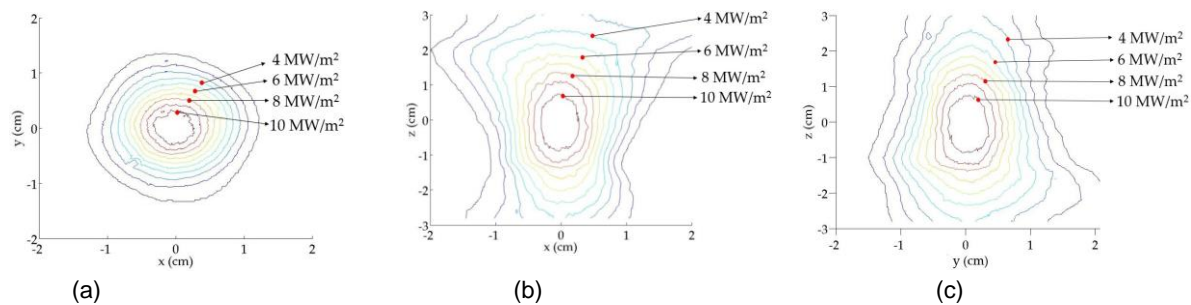 2
1
0
-1
-2
-2 -1 0 1 2
y (cm)
x (cm)
4 MW/m²
6 MW/m²
8 MW/m²
10 MW/m²
(a)
3
2
1
0
-1
-2
-3
-2 -1 0 1 2
z (cm)
x (cm)
4 MW/m²
6 MW/m²
8 MW/m²
10 MW/m²
(b)
3
2
1
0
-1
-2
-3
-2 -1 0 1 2
z (cm)
y (cm)
4 MW/m²
6 MW/m²
8 MW/m²
10 MW/m²
(c)